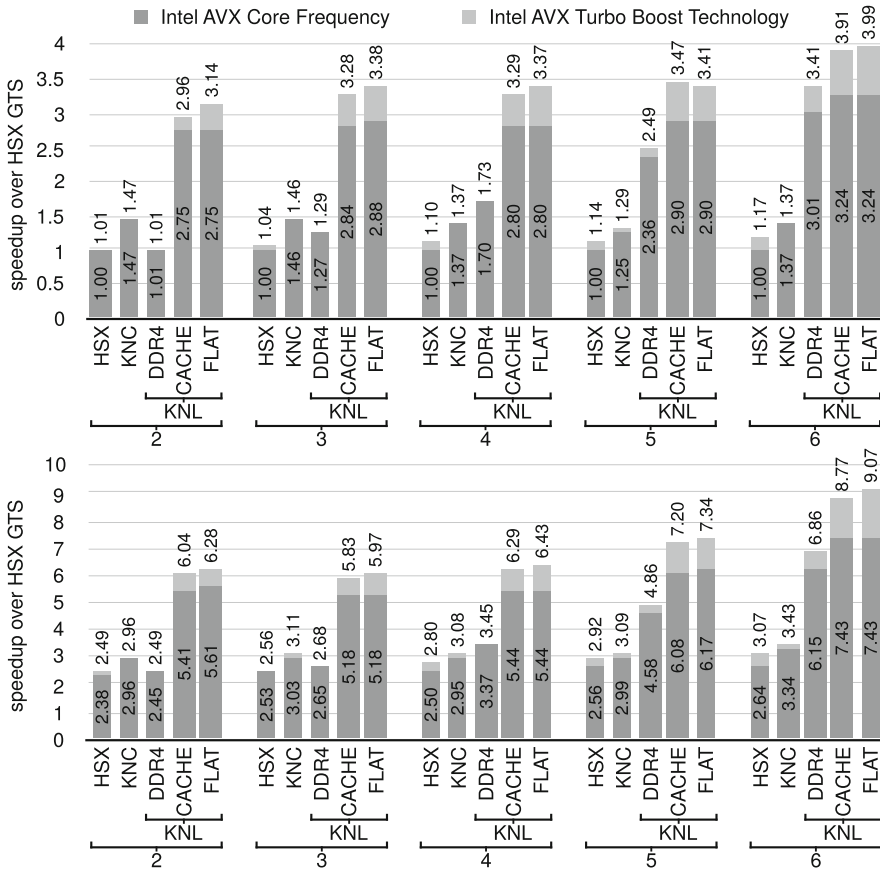 Intel AVX Core Frequency Intel AVX Turbo Boost Technology
speedup over HSX GTS
4
3.5
3
2.5
2
1.5
1
0.5
0
1.01 1.47 1.01 2.96 3.14 1.04 1.46 1.29 3.28 3.38 1.10 1.37 1.73 3.29 3.37 1.14 1.29 2.49 3.47 3.41 1.17 1.37 3.41 3.91 3.99
1.00 1.47 1.01 2.75 2.75 1.00 1.46 1.27 2.84 2.88 1.00 1.37 1.70 2.80 2.80 1.00 1.25 2.36 2.90 2.90 1.00 1.37 3.01 3.24 3.24
HSX KNC DDR4 CACHE FLAT HSX KNC DDR4 CACHE FLAT HSX KNC DDR4 CACHE FLAT HSX KNC DDR4 CACHE FLAT HSX KNC DDR4 CACHE FLAT
KNL KNL KNL KNL KNL
2 3 4 5 6
speedup over HSX GTS
10
9
8
7
6
5
4
3
2
1
0
2.49 2.96 2.49 6.04 6.28 2.56 3.11 2.68 5.83 5.97 2.80 3.08 3.45 6.29 6.43 2.92 3.09 4.86 7.20 7.34 3.07 3.43 6.86 8.77 9.07
2.38 2.96 2.45 5.41 5.61 2.53 3.03 2.65 5.18 5.18 2.50 2.95 3.37 5.44 5.44 2.56 2.99 4.58 6.08 6.17 2.64 3.34 6.15 7.43 7.43
HSX KNC DDR4 CACHE FLAT HSX KNC DDR4 CACHE FLAT HSX KNC DDR4 CACHE FLAT HSX KNC DDR4 CACHE FLAT HSX KNC DDR4 CACHE FLAT
KNL KNL KNL KNL KNL
2 3 4 5 6